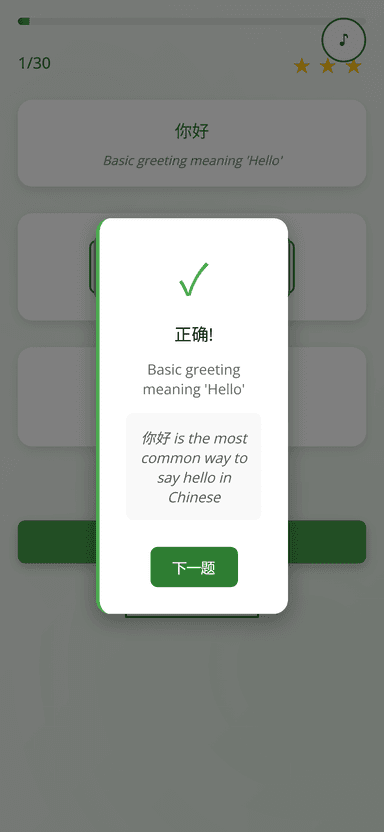 1/30
你好
Basic greeting meaning 'Hello'
正确!
Basic greeting
meaning 'Hello'
你好 is the most
common way to
say hello in
Chinese
下一题